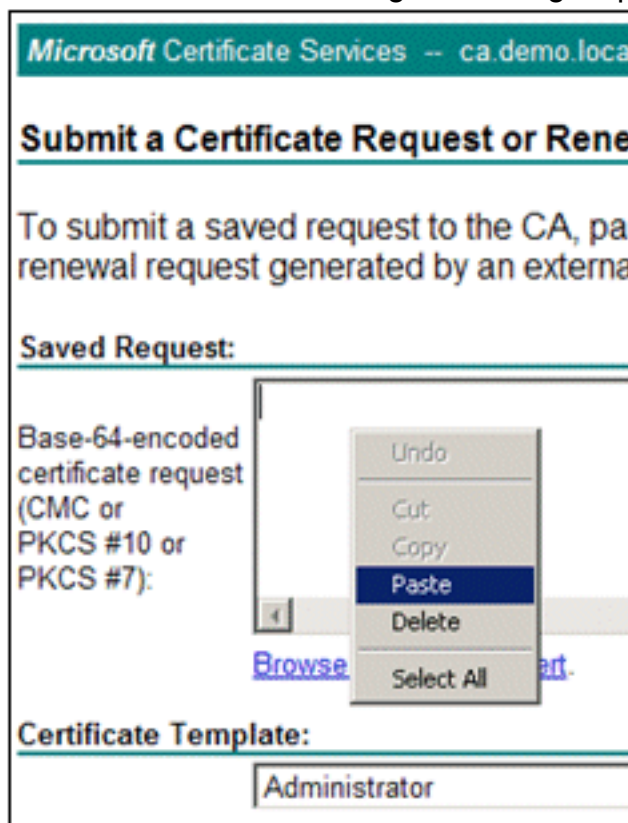 Microsoft Certificate Services -- ca.demo.loca
Submit a Certificate Request or Rene
To submit a saved request to the CA, pa
renewal request generated by an externa
Saved Request:
Base-64-encoded
certificate request
(CMC or
PKCS #10 or
PKCS #7):
Undo
Cut
Copy
Paste
Delete
Select All
Browse
ert.
Certificate Template:
Administrator